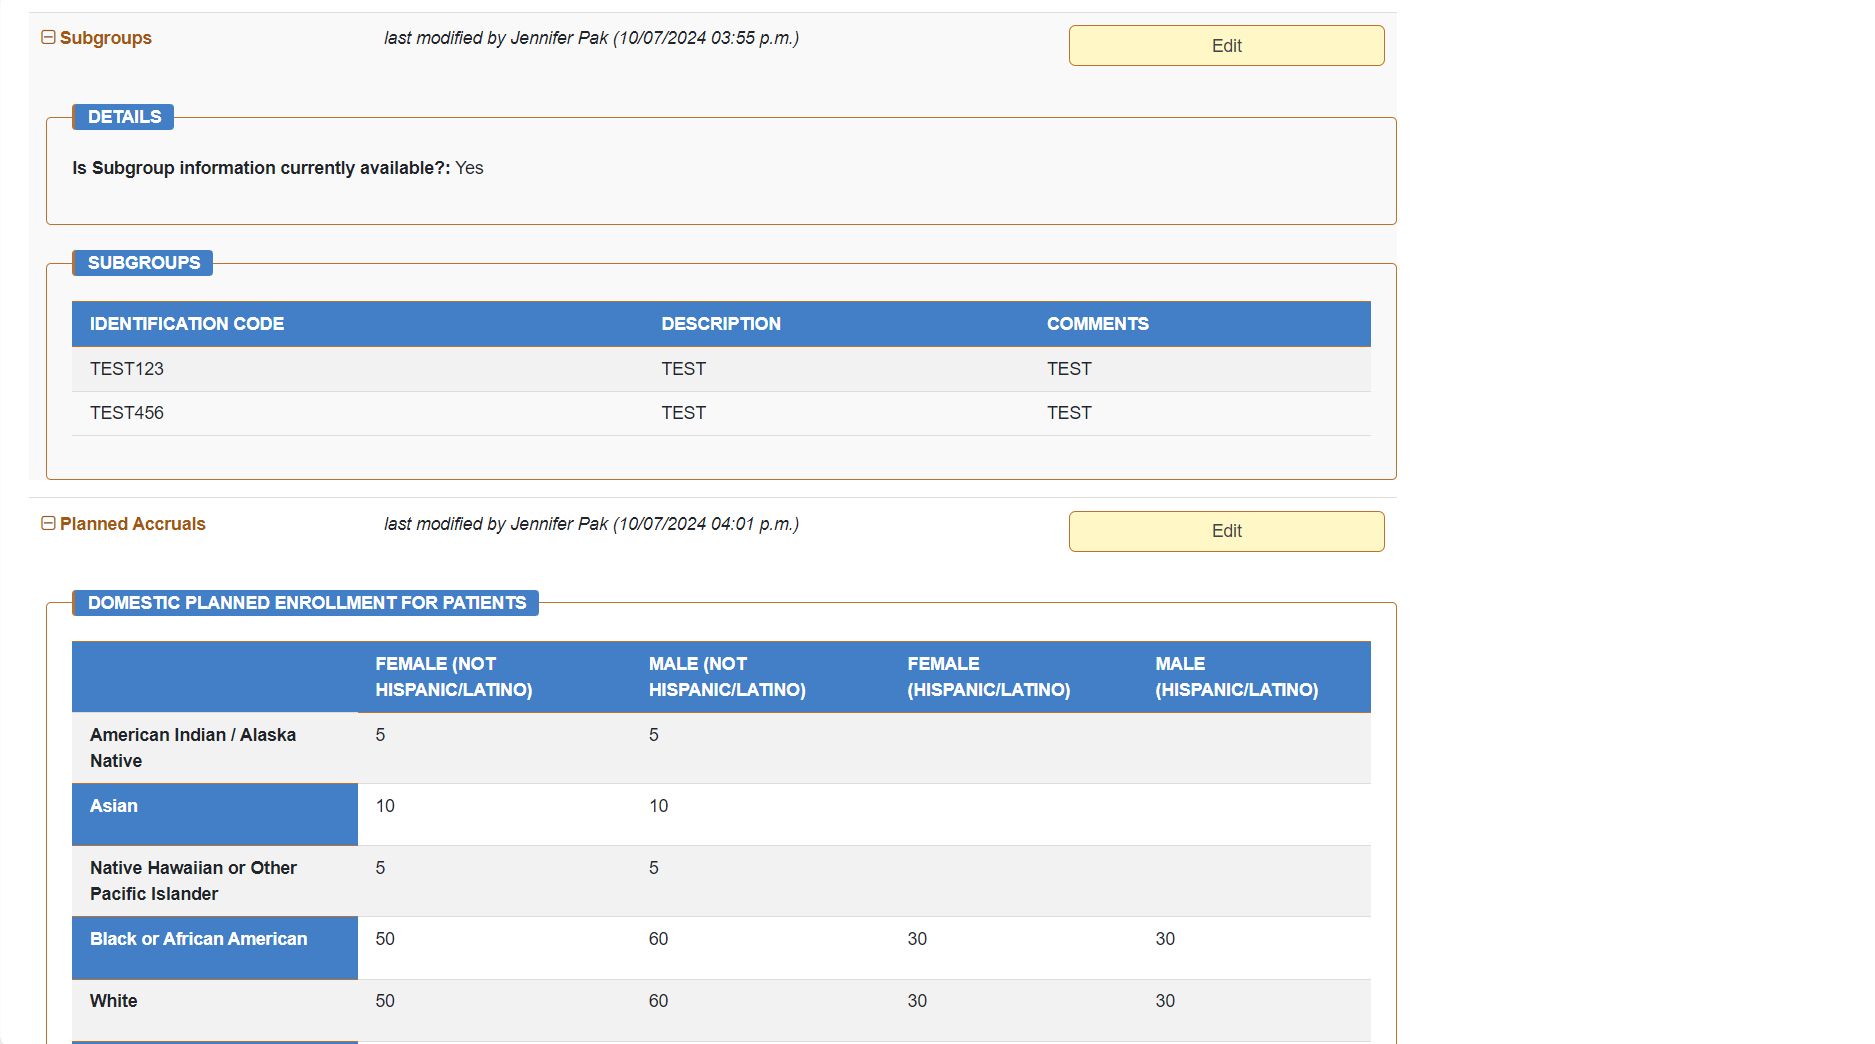 Subgroups last modified by Jennifer Pak (10/07/2024 03:55 p.m.) Edit
DETAILS
Is Subgroup information currently available?: Yes
SUBGROUPS
IDENTIFICATION CODE DESCRIPTION COMMENTS
TEST123 TEST TEST
TEST456 TEST TEST
Planned Accruals last modified by Jennifer Pak (10/07/2024 04:01 p.m.) Edit
DOMESTIC PLANNED ENROLLMENT FOR PATIENTS
FEMALE (NOT MALE (NOT FEMALE MALE
HISPANIC/LATINO) HISPANIC/LATINO) (HISPANIC/LATINO) (HISPANIC/LATINO)
American Indian / Alaska 5 5
Native
Asian 10 10
Native Hawaiian or Other 5 5
Pacific Islander
Black or African American 50 60 30 30
White 50 60 30 30